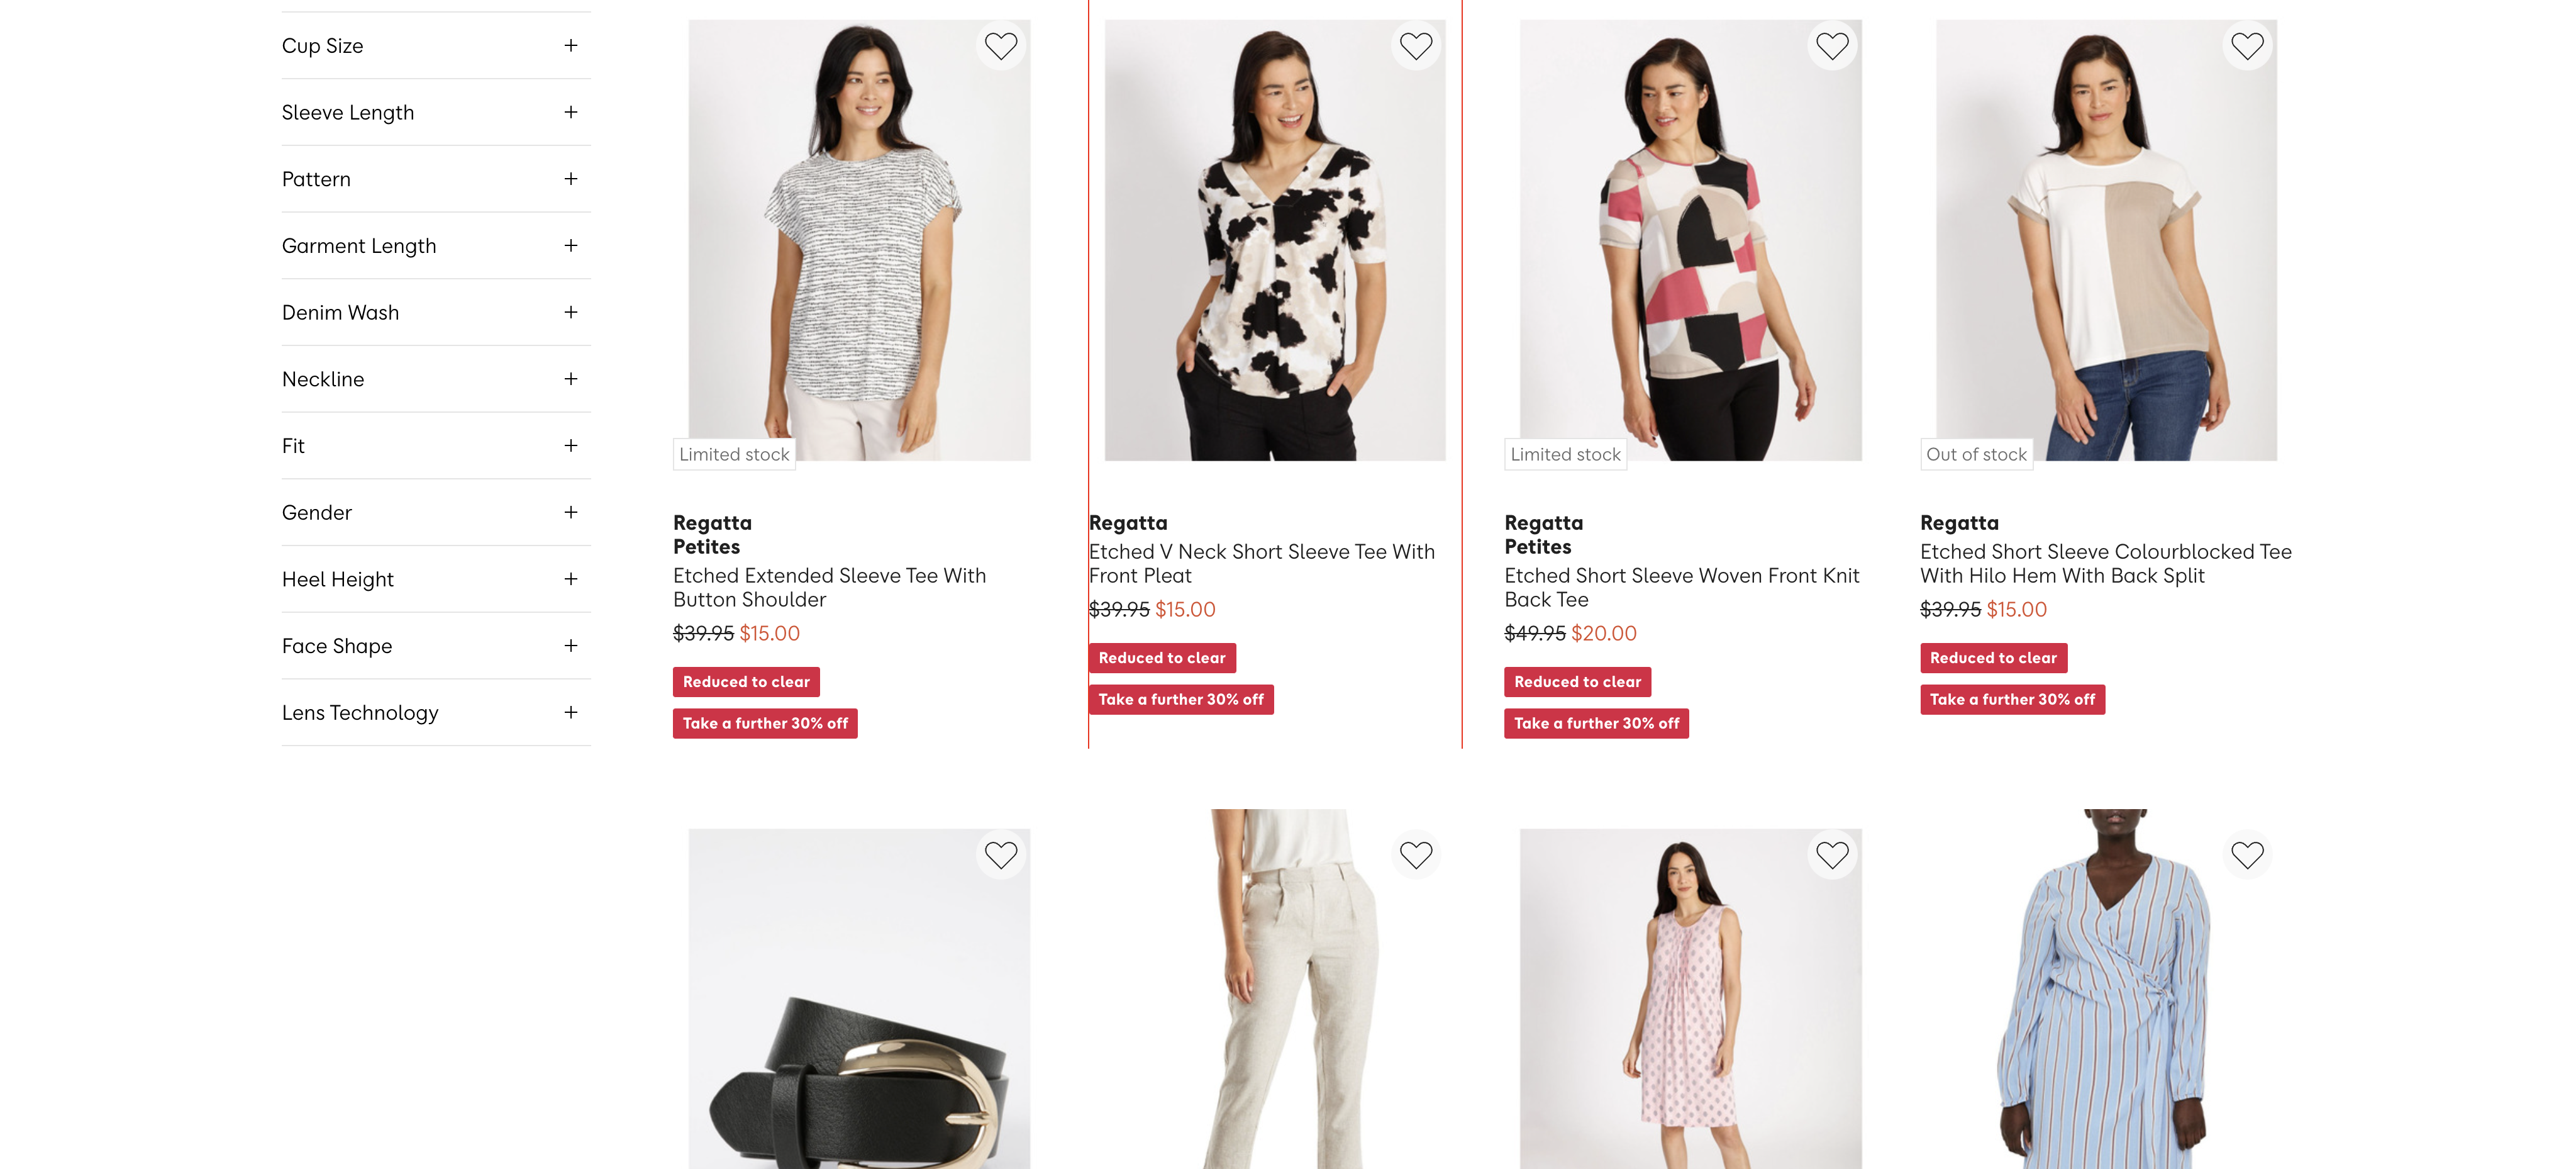 Cup Size
Sleeve Length
Pattern
Garment Length
Denim Wash
Neckline
Fit
Gender
Heel Height
Face Shape
Lens Technology
Limited stock
Regatta
Petites
Etched Extended Sleeve Tee With
Button Shoulder
$39.95 $15.00
Reduced to clear
Take a further 30% off
Regatta
Etched V Neck Short Sleeve Tee With
Front Pleat
$39.95 $15.00
Reduced to clear
Take a further 30% off
Limited stock
Regatta
Petites
Etched Short Sleeve Woven Front Knit
Back Tee
$49.95 $20.00
Reduced to clear
Take a further 30% off
Out of stock
Regatta
Etched Short Sleeve Colourblocked Tee
With Hilo Hem With Back Split
$39.95 $15.00
Reduced to clear
Take a further 30% off